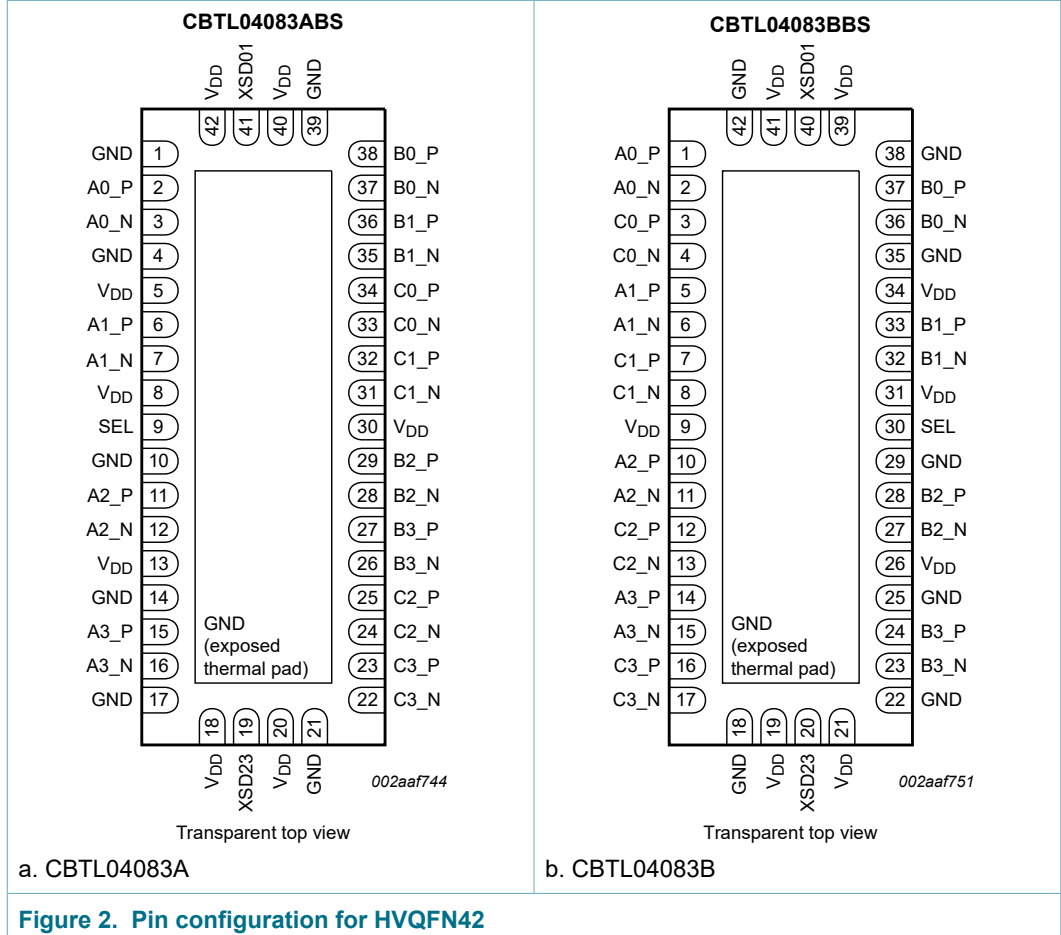 CBTL04083ABS
VDD XSD01 VDD GND
42 41 40 39
GND 1 38 B0_P
A0_P 2 37 B0_N
A0_N 3 36 B1_P
GND 4 35 B1_N
VDD 5 34 C0_P
A1_P 6 33 C0_N
A1_N 7 32 C1_P
VDD 8 31 C1_N
SEL 9 30 VDD
GND 10 29 B2_P
A2_P 11 28 B2_N
A2_N 12 27 B3_P
VDD 13 26 B3_N
GND 14 25 C2_P
A3_P 15 24 C2_N
A3_N 16 23 C3_P
GND 17 22 C3_N
GND
(exposed
thermal pad)
18 19 20 21
VDD XSD23 VDD GND
002aaf744
Transparent top view
a. CBTL04083A
CBTL04083BBS
GND VDD XSD01 VDD
42 41 40 39
A0_P 1 38 GND
A0_N 2 37 B0_P
C0_P 3 36 B0_N
C0_N 4 35 GND
A1_P 5 34 VDD
A1_N 6 33 B1_P
C1_P 7 32 B1_N
C1_N 8 31 VDD
VDD 9 30 SEL
A2_P 10 29 GND
A2_N 11 28 B2_P
C2_P 12 27 B2_N
C2_N 13 26 VDD
A3_P 14 25 GND
A3_N 15 24 B3_P
C3_P 16 23 B3_N
C3_N 17 22 GND
GND
(exposed
thermal pad)
18 19 20 21
GND VDD XSD23 VDD
002aaf751
Transparent top view
b. CBTL04083B
Figure 2. Pin configuration for HVQFN42